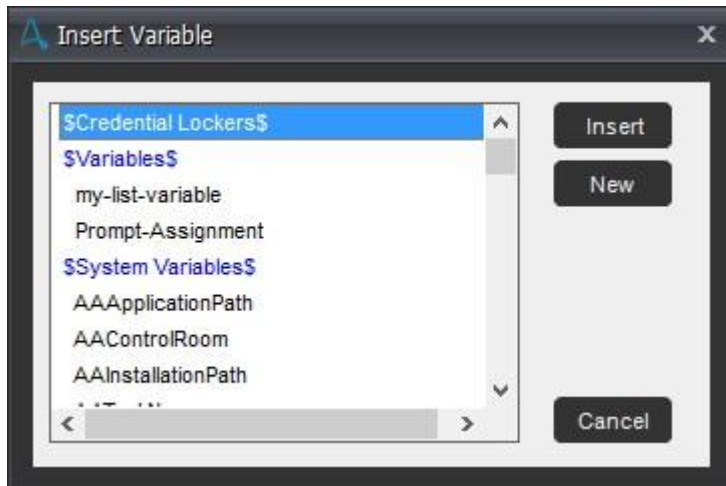 Insert Variable
x
$Credential Lockers$
$Variables$
my-list-variable
Prompt-Assignment
$System Variables$
AAApplicationPath
AAControlRoom
AAInstallationPath
Insert
New
Cancel